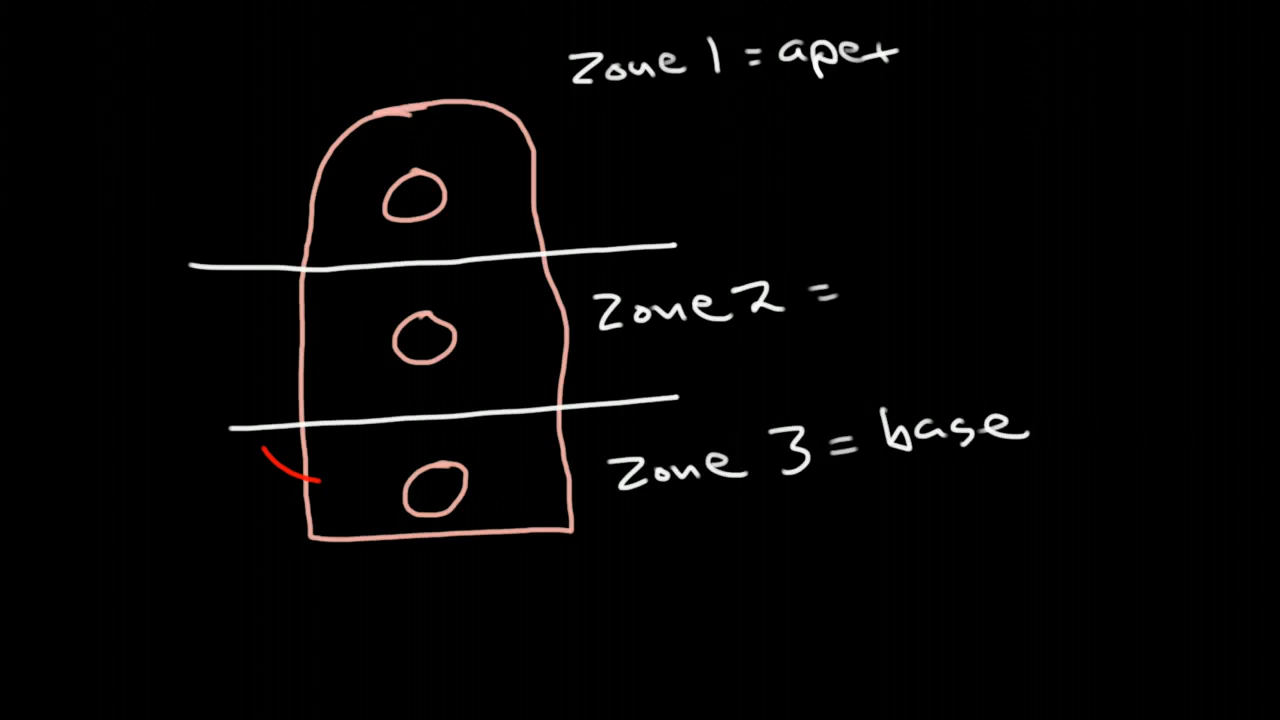 Zone 1 = apex
Zone 2 =
Zone 3 = base